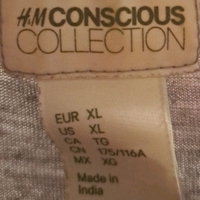 H&M CONSCIOUS
COLLECTION
EUR XL
US XL
CA TG
CN 175/116A
MX XG
Made in
India